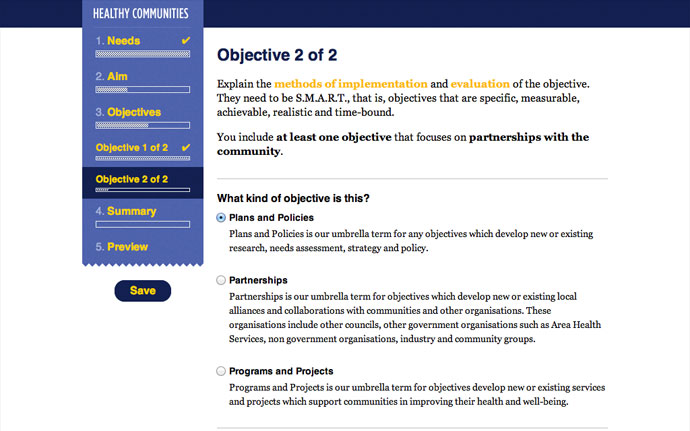 HEALTHY COMMUNITIES
1. Needs ✔
2. Aim
3. Objectives
Objective 1 of 2 ✔
Objective 2 of 2
4. Summary
5. Preview
Save
Objective 2 of 2
Explain the methods of implementation and evaluation of the objective.
They need to be S.M.A.R.T., that is, objectives that are specific, measurable,
achievable, realistic and time-bound.
You include at least one objective that focuses on partnerships with the
community.
What kind of objective is this?
Plans and Policies
Plans and Policies is our umbrella term for any objectives which develop new or existing
research, needs assessment, strategy and policy.
Partnerships
Partnerships is our umbrella term for objectives which develop new or existing local
alliances and collaborations with communities and other organisations. These
organisations include other councils, other government organisations such as Area Health
Services, non government organisations, industry and community groups.
Programs and Projects
Programs and Projects is our umbrella term for objectives develop new or existing services
and projects which support communities in improving their health and well-being.